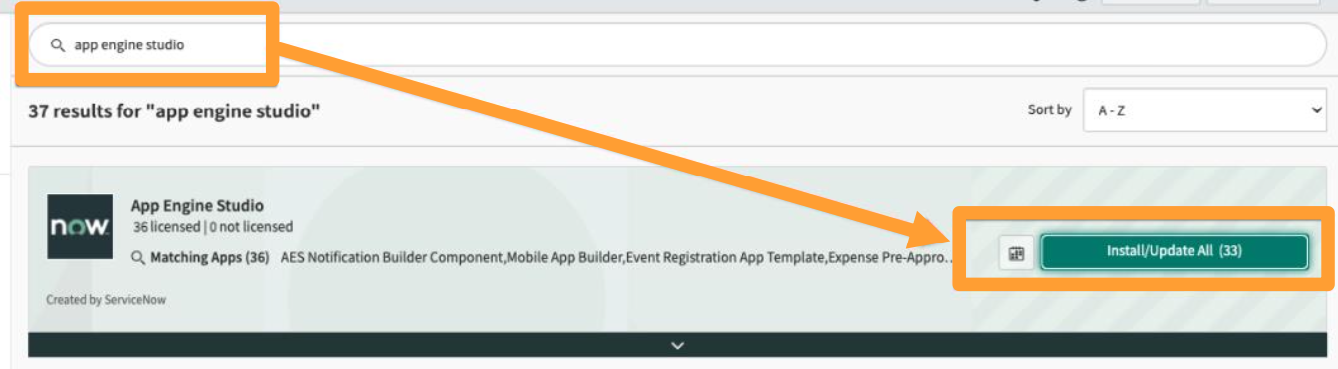 app engine studio
37 results for "app engine studio"
Sort by A - Z
now.
App Engine Studio
36 licensed | 0 not licensed
Matching Apps (36) AES Notification Builder Component,Mobile App Builder,Event Registration App Template,Expense Pre-Appro...
Install/Update All (33)
Created by ServiceNow